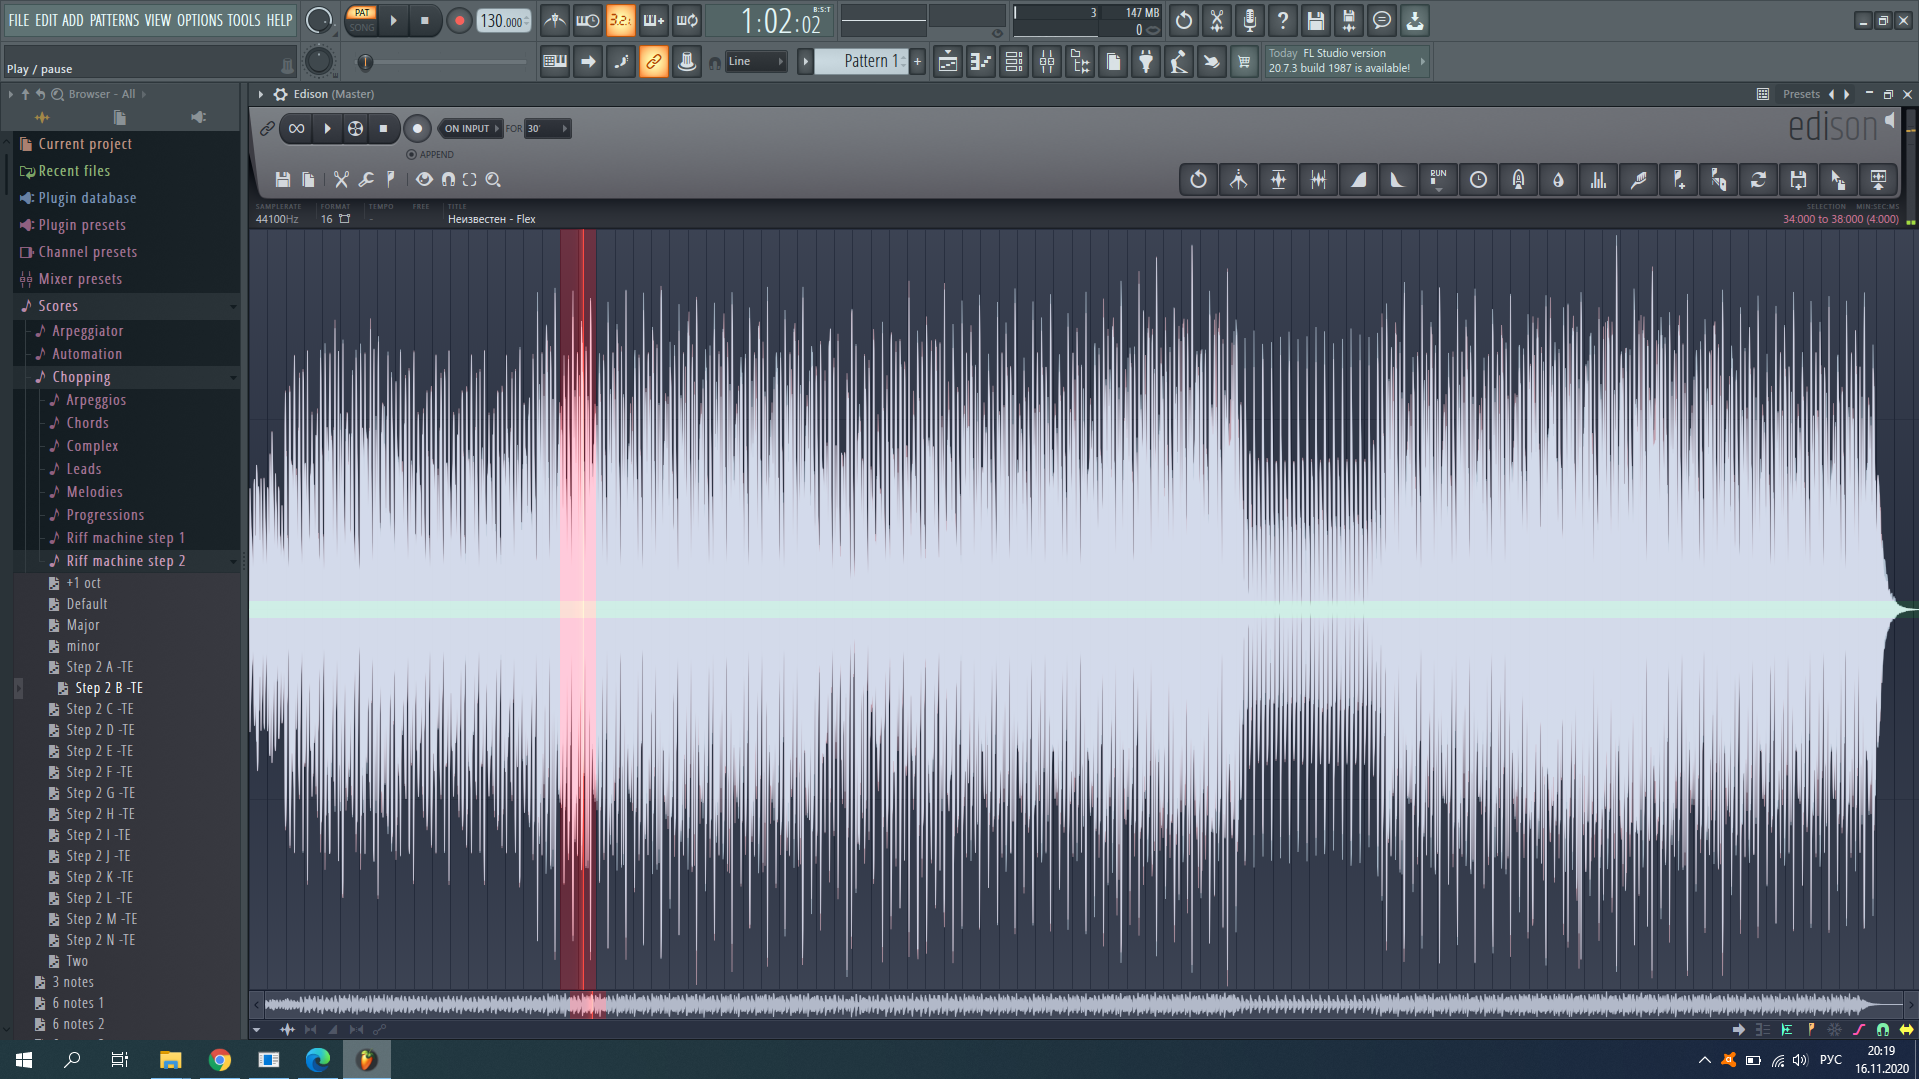 FILE EDIT ADD PATTERNS VIEW OPTIONS TOOLS HELP
PAT
SONG
130.000
3.2.
1:02:02
B:S:T
3
147 MB
0
Play / pause
Line
Pattern 1
Today FL Studio version
20.7.3 build 1987 is available!
Browser - All
Edison (Master)
Presets
Current project
Recent files
Plugin database
Plugin presets
Channel presets
Mixer presets
Scores
Arpeggiator
Automation
Chopping
Arpeggios
Chords
Complex
Leads
Melodies
Progressions
Riff machine step 1
Riff machine step 2
+1 oct
Default
Major
minor
Step 2 A -TE
Step 2 B -TE
Step 2 C -TE
Step 2 D -TE
Step 2 E -TE
Step 2 F -TE
Step 2 G -TE
Step 2 H -TE
Step 2 I -TE
Step 2 J -TE
Step 2 K -TE
Step 2 L -TE
Step 2 M -TE
Step 2 N -TE
Two
3 notes
6 notes 1
6 notes 2
ON INPUT
FOR
30'
APPEND
edison
RUN
SAMPLERATE
FORMAT
TEMPO
FREE
TITLE
44100Hz
16
-
Неизвестен - Flex
SELECTION
MIN:SEC:MS
34:000 to 38:000 (4:000)
РУС
20:19
16.11.2020